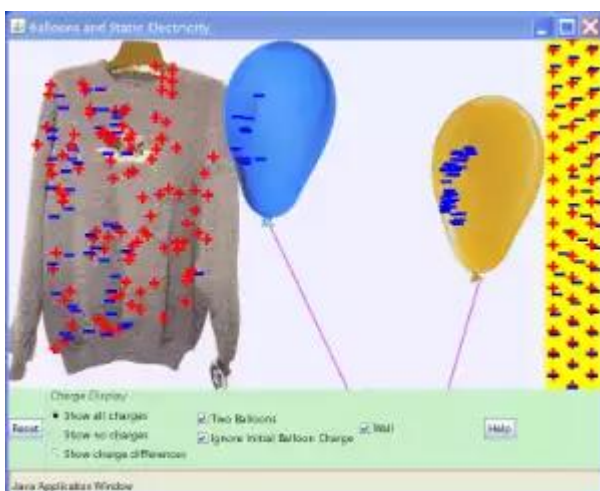 Balloons and Static Electricity
Charge Display
Show all charges
Show no charges
Show charge differences
Two Balloons
Ignore Initial Balloon Charge
Wall
Reset
Help
Java Application Window